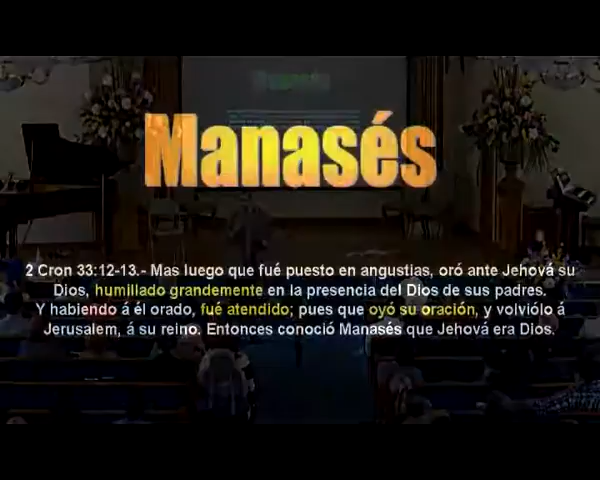 Manasés
2 Cron 33:12-13.- Mas luego que fué puesto en angustias, oró ante Jehová su
Dios, humillado grandemente en la presencia del Dios de sus padres.
Y habiendo á él orado, fué atendido; pues que oyó su oración, y volviólo á
Jerusalem, á su reino. Entonces conoció Manasés que Jehová era Dios.